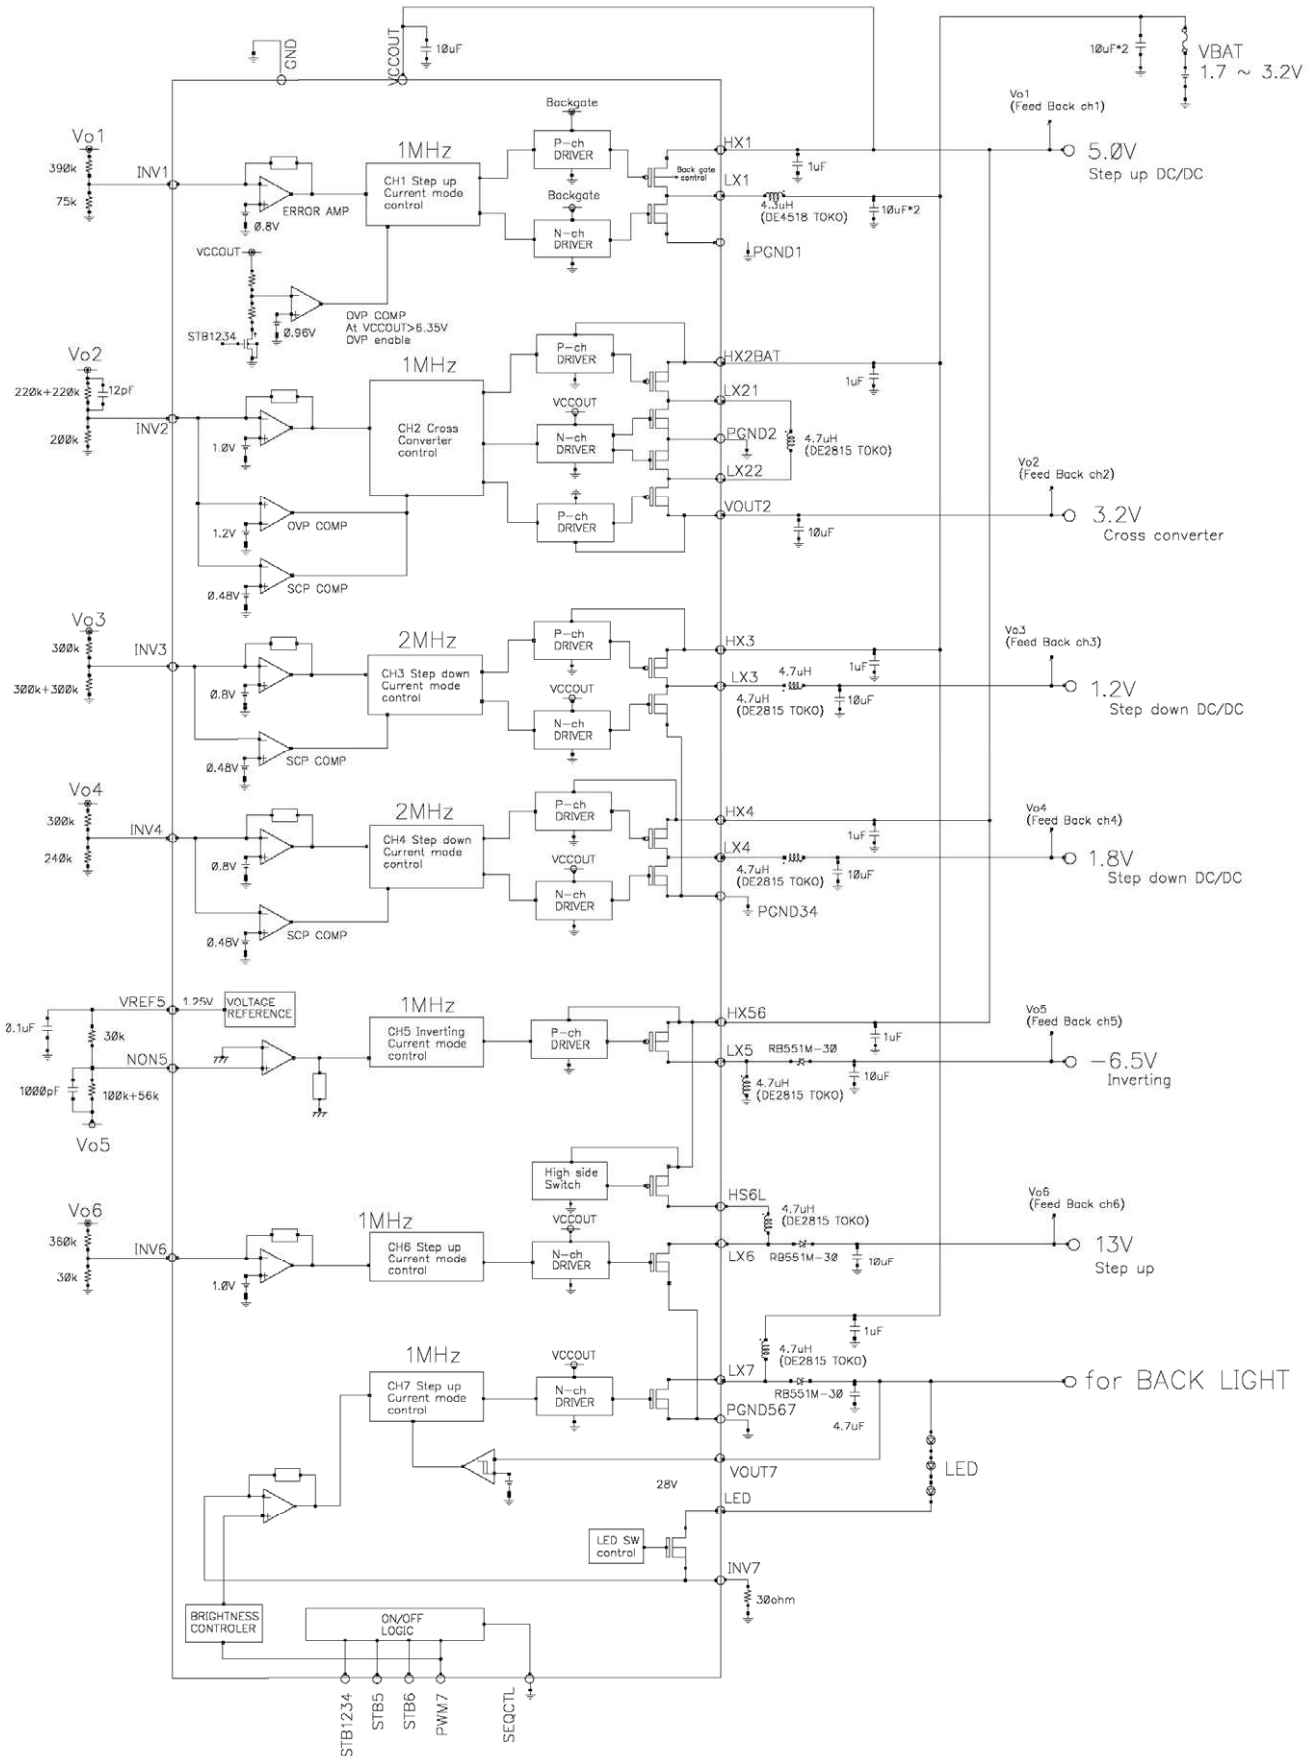 GND
VCCOUT
10uF
10uF*2
VBAT
1.7 ~ 3.2V
Vo1
(Feed Back ch1)
Vo1
390k
75k
INV1
0.8V
ERROR AMP
1MHz
CH1 Step up
Current mode
control
Backgate
P-ch
DRIVER
Backgate
N-ch
DRIVER
Back gate
control
HX1
1uF
LX1
4.3uH
(DE4518 TOKO)
10uF*2
PGND1
5.0V
Step up DC/DC
VCCOUT
STB1234
0.96V
OVP COMP
At VCCOUT>6.35V
OVP enable
Vo2
220k+220k
12pF
200k
INV2
1.0V
1.2V
OVP COMP
0.48V
SCP COMP
1MHz
CH2 Cross
Converter
control
P-ch
DRIVER
VCCOUT
N-ch
DRIVER
P-ch
DRIVER
HX2BAT
1uF
LX21
PGND2
4.7uH
(DE2815 TOKO)
LX22
VOUT2
10uF
Vo2
(Feed Back ch2)
3.2V
Cross converter
Vo3
300k
300k+300k
INV3
0.8V
0.48V
SCP COMP
2MHz
CH3 Step down
Current mode
control
P-ch
DRIVER
VCCOUT
N-ch
DRIVER
HX3
1uF
LX3
4.7uH
4.7uH
(DE2815 TOKO)
10uF
Vo3
(Feed Back ch3)
1.2V
Step down DC/DC
Vo4
300k
240k
INV4
0.8V
0.48V
SCP COMP
2MHz
CH4 Step down
Current mode
control
P-ch
DRIVER
VCCOUT
N-ch
DRIVER
HX4
1uF
LX4
4.7uH
(DE2815 TOKO)
10uF
PGND34
Vo4
(Feed Back ch4)
1.8V
Step down DC/DC
VREF5
1.25V
VOLTAGE
REFERENCE
0.1uF
30k
NON5
1000pF
100k+56k
Vo5
1MHz
CH5 Inverting
Current mode
control
P-ch
DRIVER
HX56
1uF
LX5
RB551M-30
4.7uH
(DE2815 TOKO)
10uF
Vo5
(Feed Back ch5)
-6.5V
Inverting
High side
Switch
HS6L
4.7uH
(DE2815 TOKO)
Vo6
360k
30k
INV6
1.0V
1MHz
CH6 Step up
Current mode
control
VCCOUT
N-ch
DRIVER
LX6
RB551M-30
10uF
Vo6
(Feed Back ch6)
13V
Step up
1uF
4.7uH
(DE2815 TOKO)
1MHz
CH7 Step up
Current mode
control
VCCOUT
N-ch
DRIVER
LX7
RB551M-30
4.7uF
PGND567
for BACK LIGHT
VOUT7
28V
LED
LED
LED SW
control
INV7
30ohm
BRIGHTNESS
CONTROLER
ON/OFF
LOGIC
STB1234
STB5
STB6
PWM7
SEQCTL